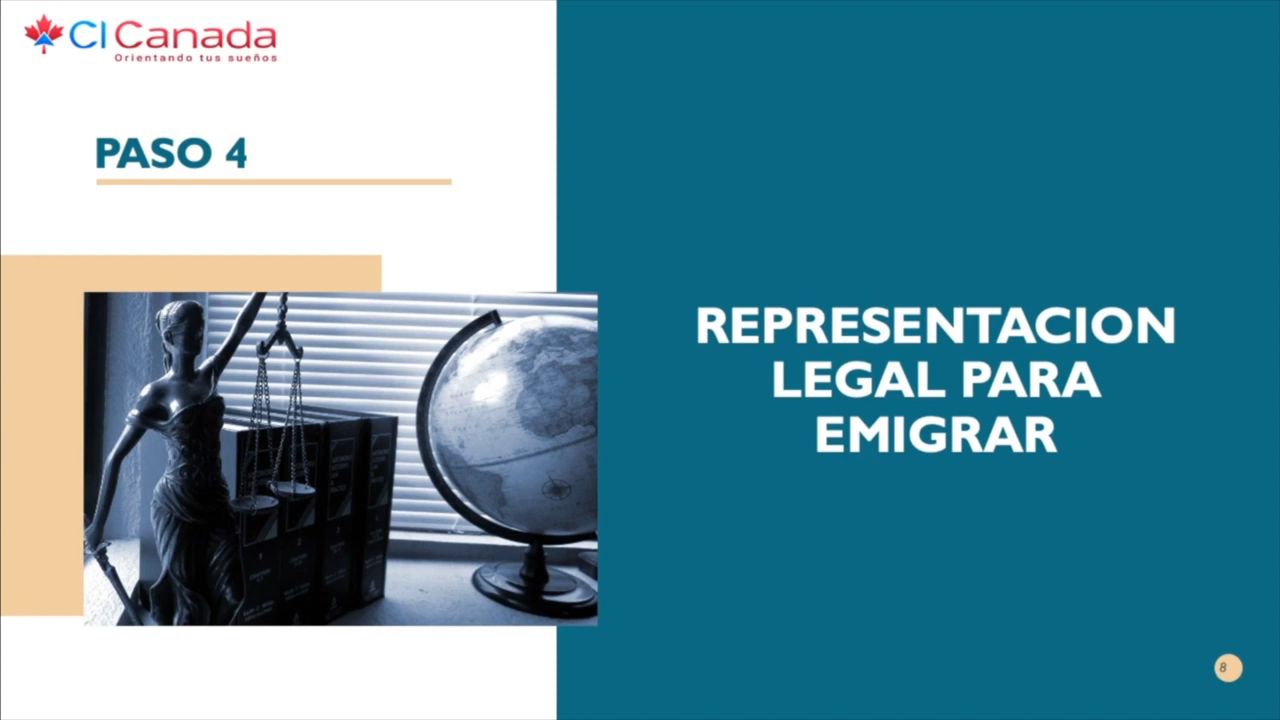 CI Canada
Orientando tus sueños
PASO 4
REPRESENTACION
LEGAL PARA
EMIGRAR
8